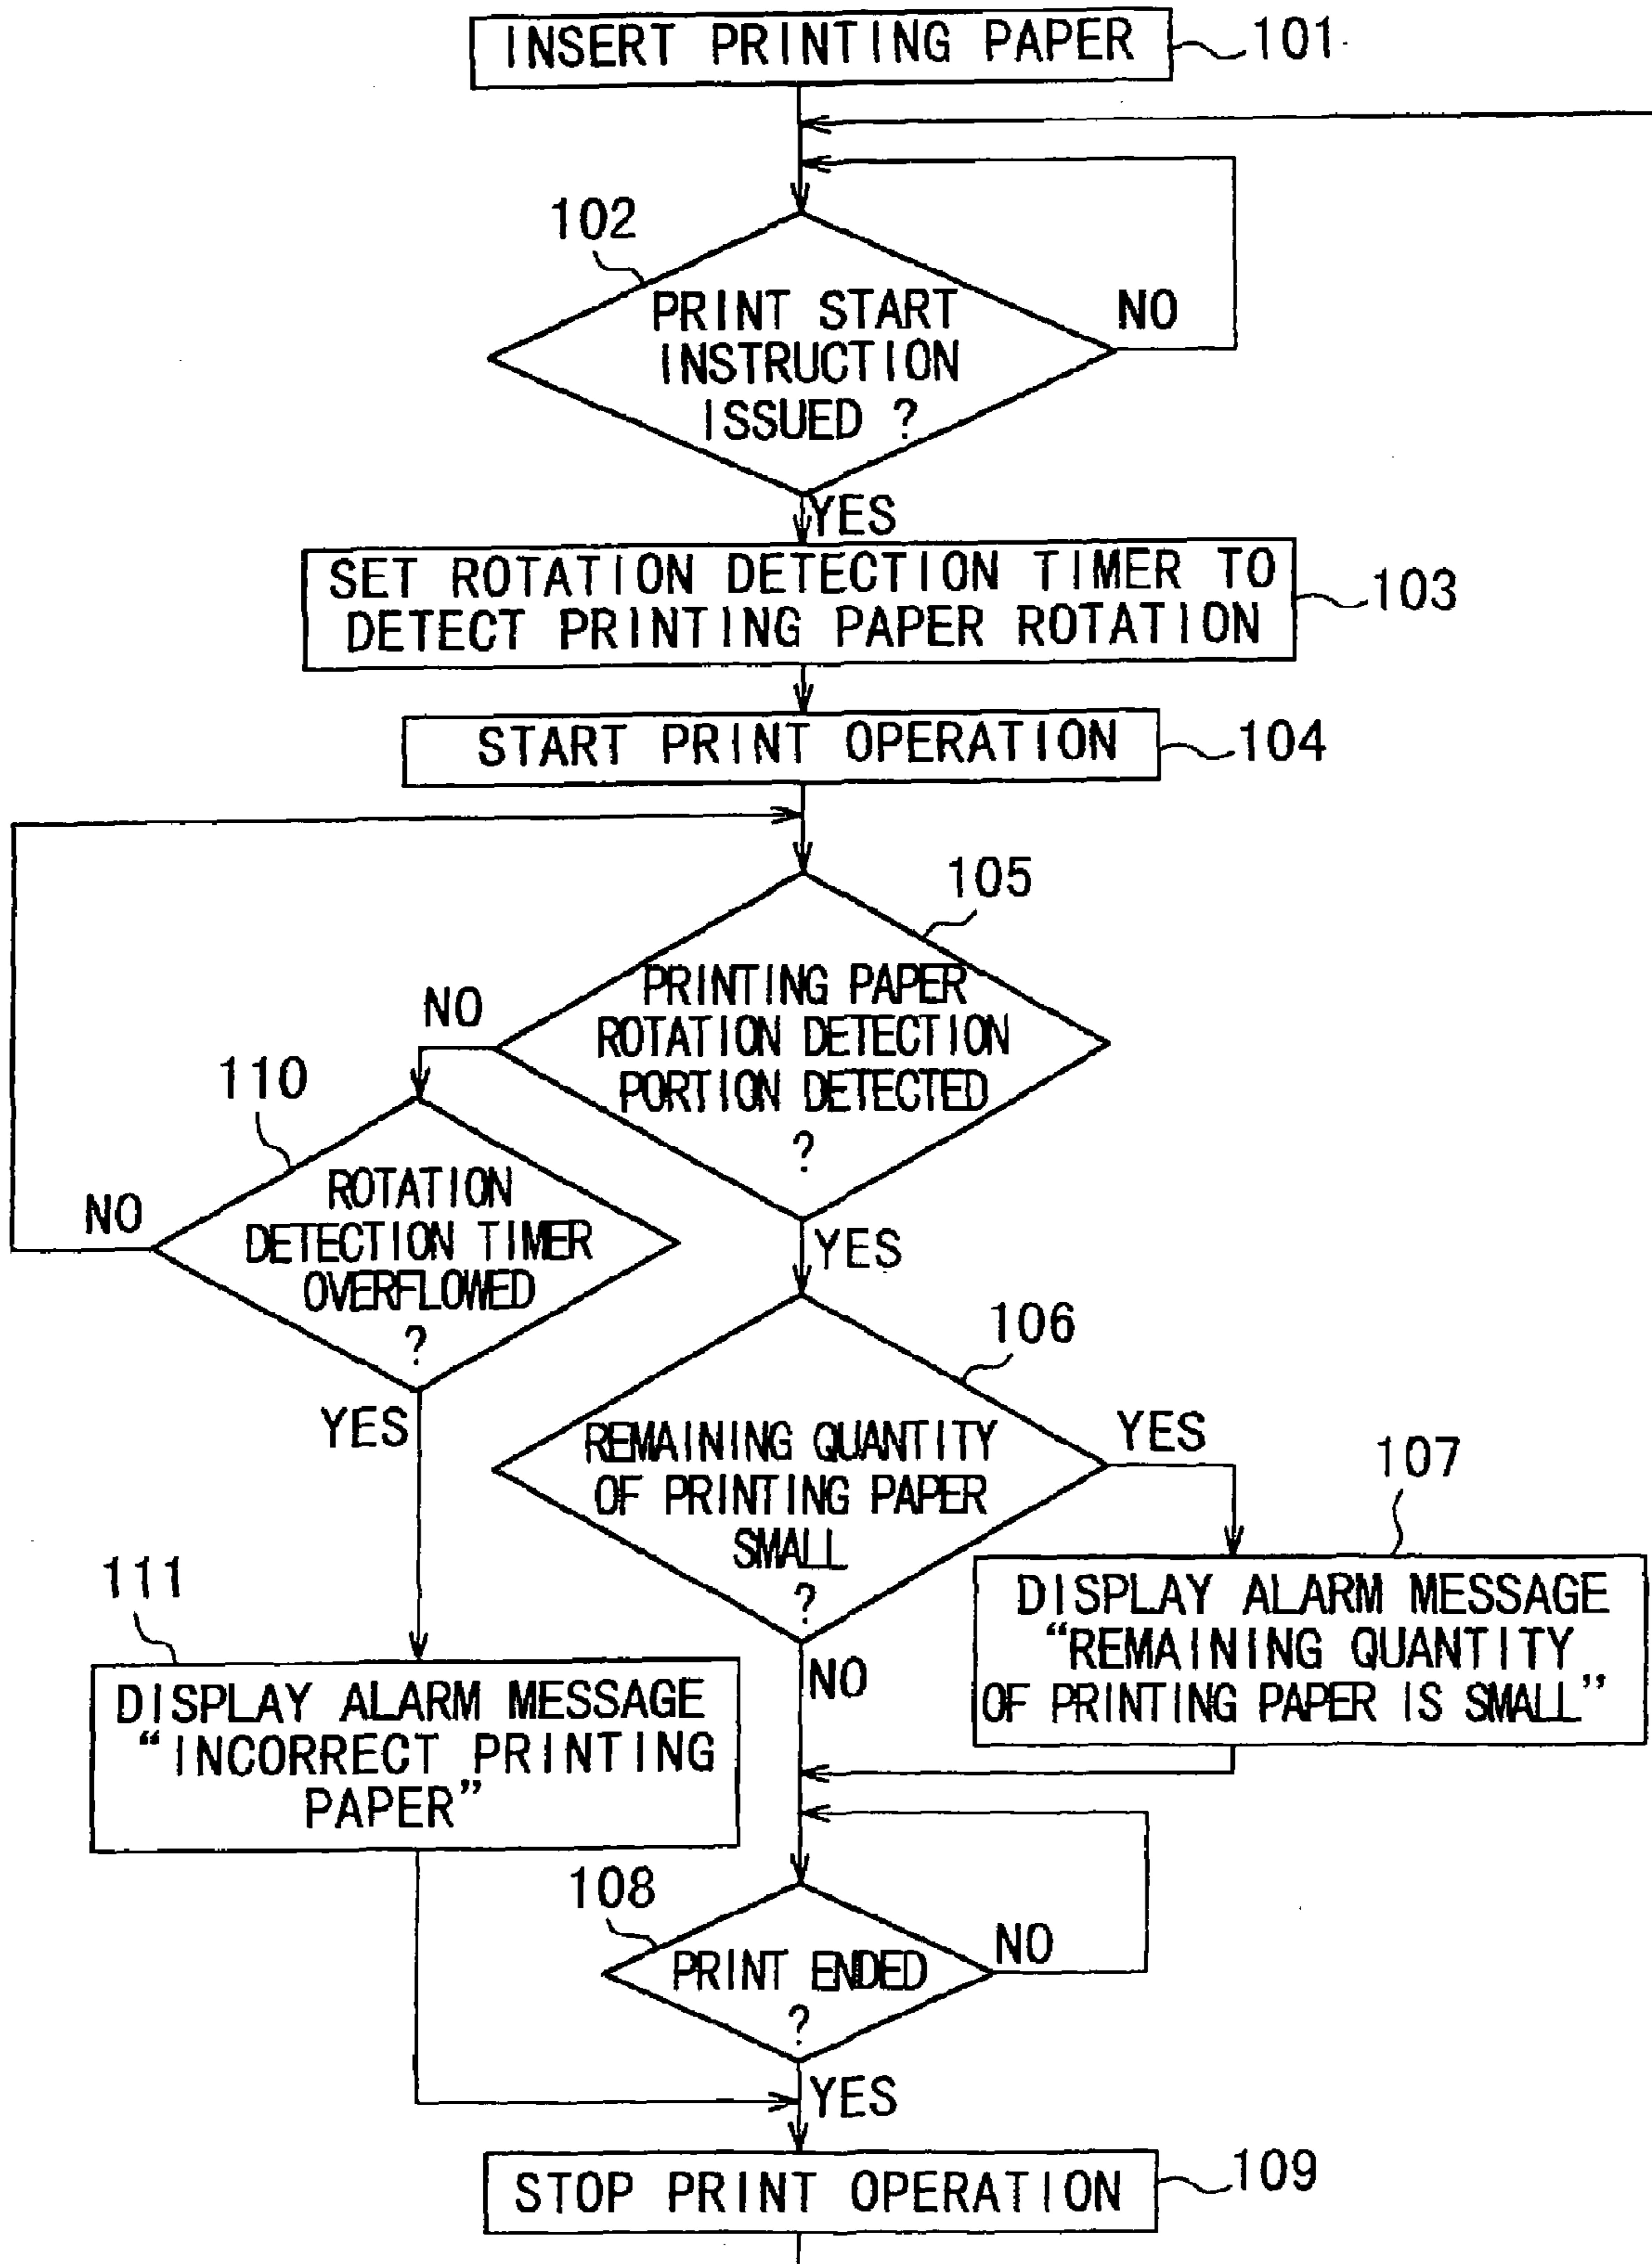 INSERT PRINTING PAPER
101
102
PRINT START
INSTRUCTION
ISSUED ?
NO
YES
SET ROTATION DETECTION TIMER TO
DETECT PRINTING PAPER ROTATION
103
START PRINT OPERATION
104
105
PRINTING PAPER
ROTATION DETECTION
PORTION DETECTED
?
NO
YES
110
ROTATION
DETECTION TIMER
OVERFLOWED
?
NO
YES
106
REMAINING QUANTITY
OF PRINTING PAPER
SMALL
?
YES
NO
107
DISPLAY ALARM MESSAGE
“REMAINING QUANTITY
OF PRINTING PAPER IS SMALL”
111
DISPLAY ALARM MESSAGE
“INCORRECT PRINTING
PAPER”
108
PRINT ENDED
?
NO
YES
STOP PRINT OPERATION
109